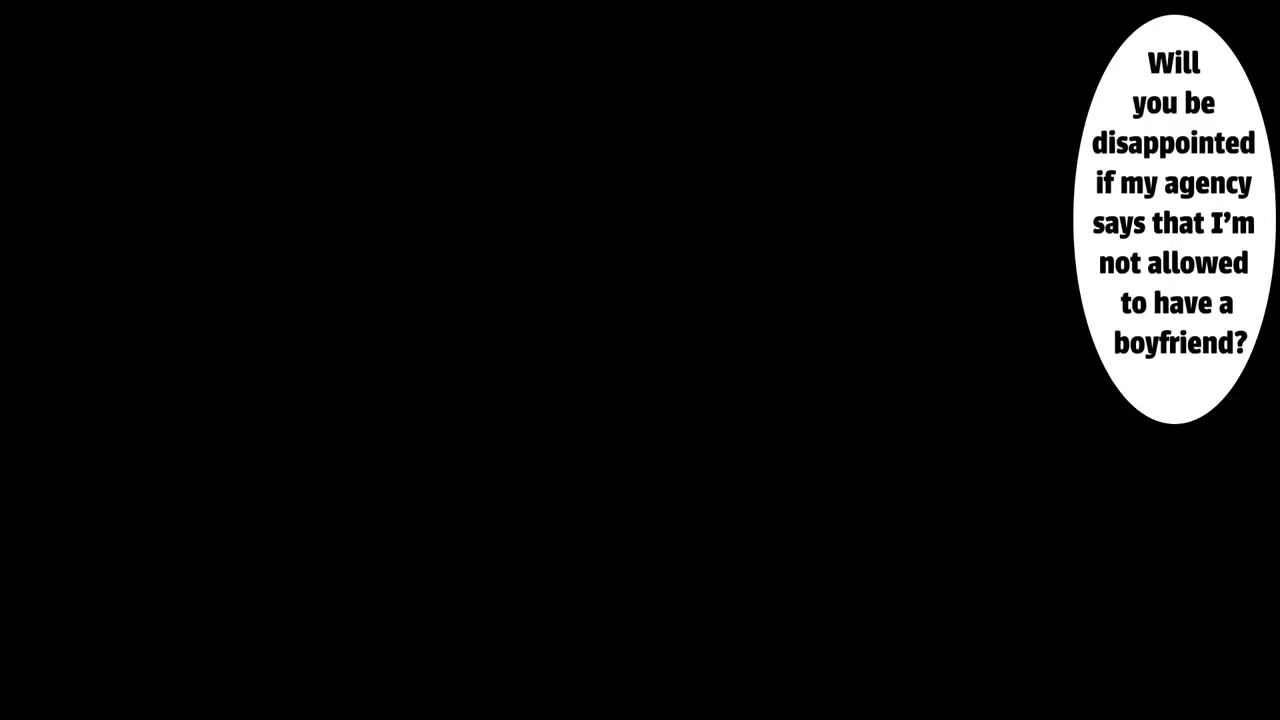 Will
you be
disappointed
if my agency
says that I'm
not allowed
to have a
boyfriend?